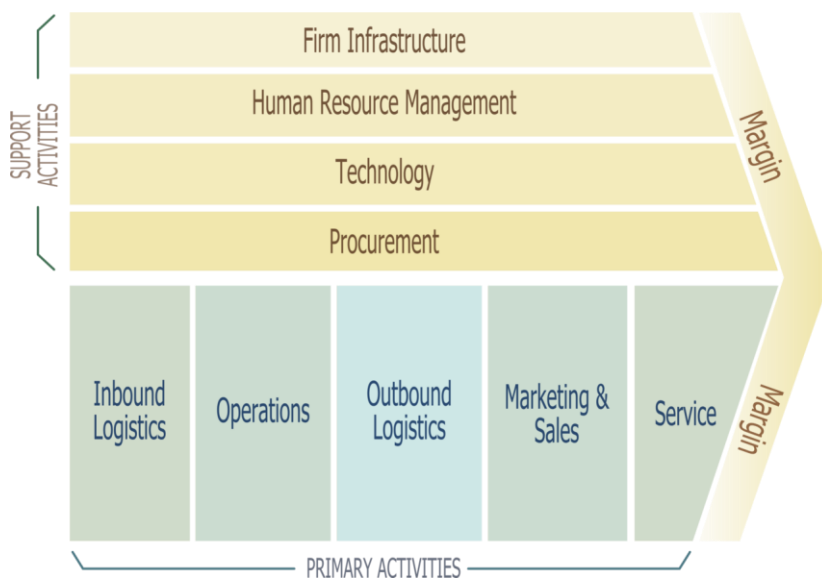 Firm Infrastructure
Human Resource Management
Technology
Procurement
SUPPORT
ACTIVITIES
Margin
Inbound
Logistics
Operations
Outbound
Logistics
Marketing &
Sales
Service
Margin
PRIMARY ACTIVITIES